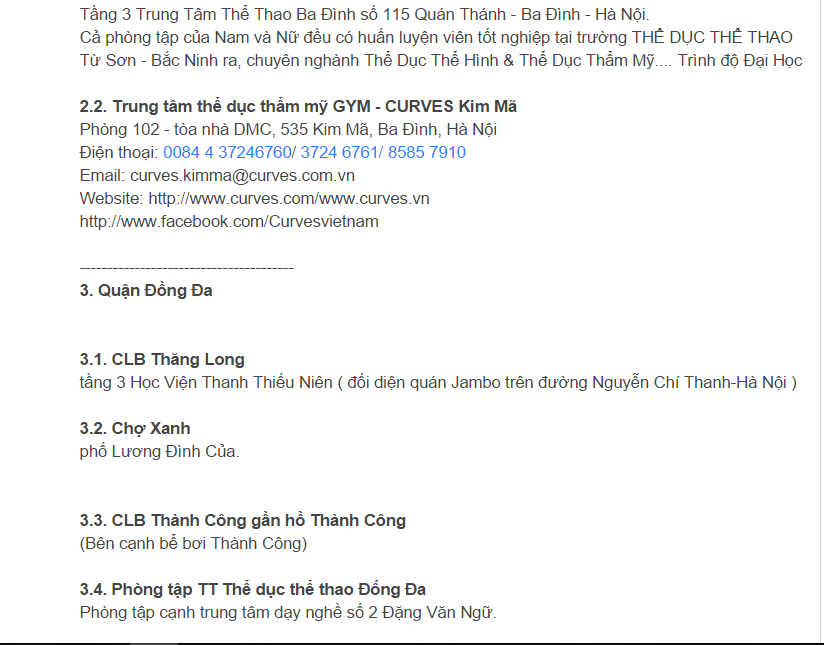 Tầng 3 Trung Tâm Thể Thao Ba Đình số 115 Quán Thánh - Ba Đình - Hà Nội.
Cả phòng tập của Nam và Nữ đều có huấn luyện viên tốt nghiệp tại trường THỂ DỤC THỂ THAO
Từ Sơn - Bắc Ninh ra, chuyên nghành Thể Dục Thể Hình & Thể Dục Thẩm Mỹ.... Trình độ Đại Học
2.2. Trung tâm thể dục thẩm mỹ GYM - CURVES Kim Mã
Phòng 102 - tòa nhà DMC, 535 Kim Mã, Ba Đình, Hà Nội
Điện thoại: 0084 4 37246760/ 3724 6761/ 8585 7910
Email: curves.kimma@curves.com.vn
Website: http://www.curves.com/www.curves.vn
http://www.facebook.com/Curvesvietnam
---------------------------------------
3. Quận Đồng Đa
3.1. CLB Thăng Long
tầng 3 Học Viện Thanh Thiếu Niên ( đối diện quán Jambo trên đường Nguyễn Chí Thanh-Hà Nội )
3.2. Chợ Xanh
phố Lương Đình Của.
3.3. CLB Thành Công gần hồ Thành Công
(Bên cạnh bể bơi Thành Công)
3.4. Phòng tập TT Thể dục thể thao Đống Đa
Phòng tập cạnh trung tâm dạy nghề số 2 Đặng Văn Ngữ.